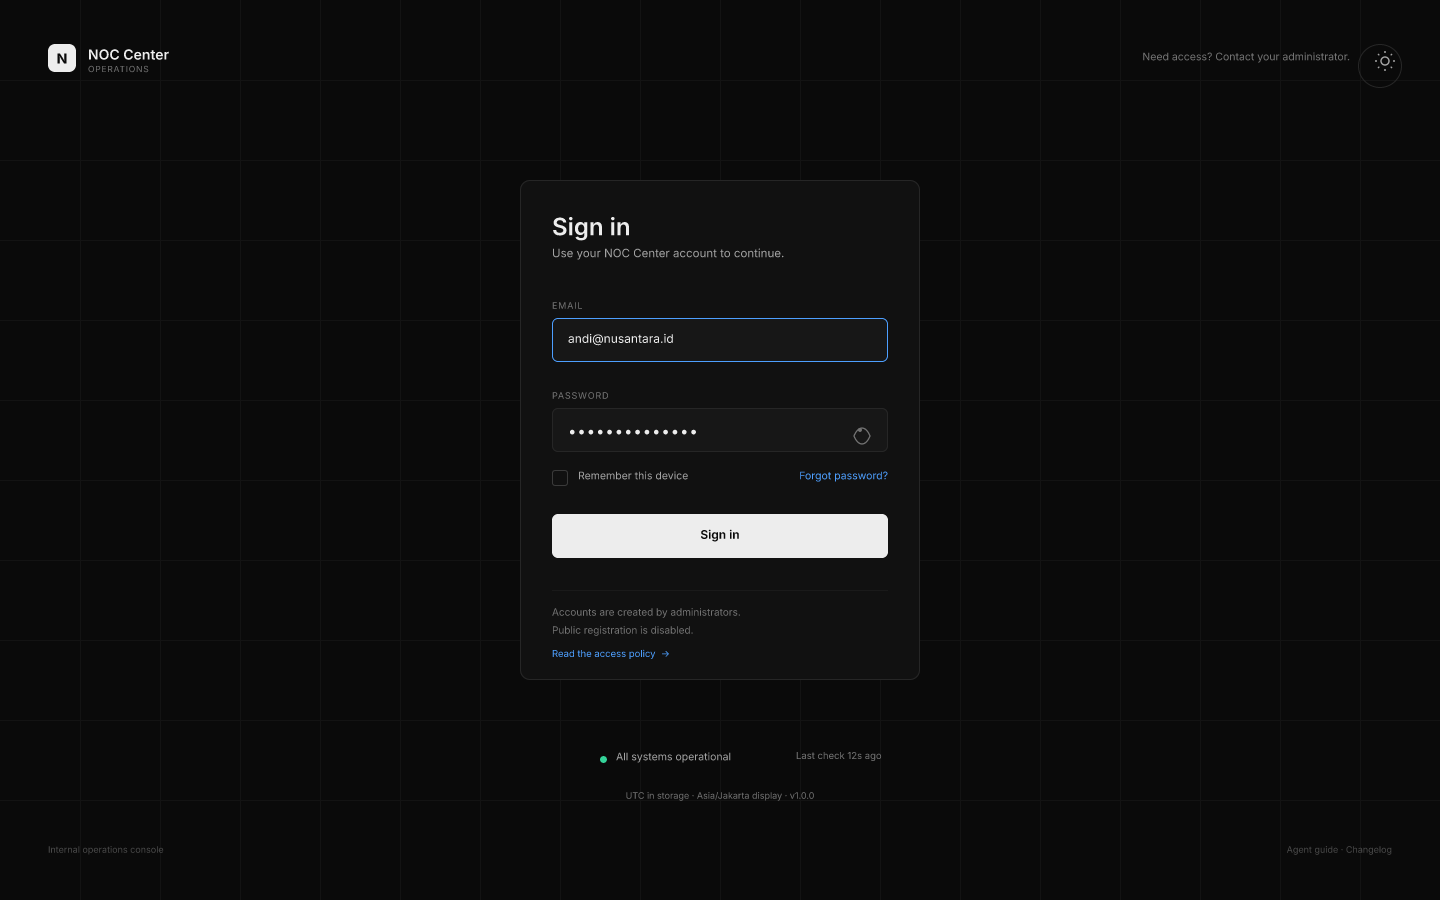 N
NOC Center
OPERATIONS
Need access? Contact your administrator.
Sign in
Use your NOC Center account to continue.
EMAIL
andi@nusantara.id
PASSWORD
••••••••••••••
Remember this device
Forgot password?
Sign in
Accounts are created by administrators.
Public registration is disabled.
Read the access policy →
All systems operational
Last check 12s ago
UTC in storage · Asia/Jakarta display · v1.0.0
Internal operations console
Agent guide · Changelog